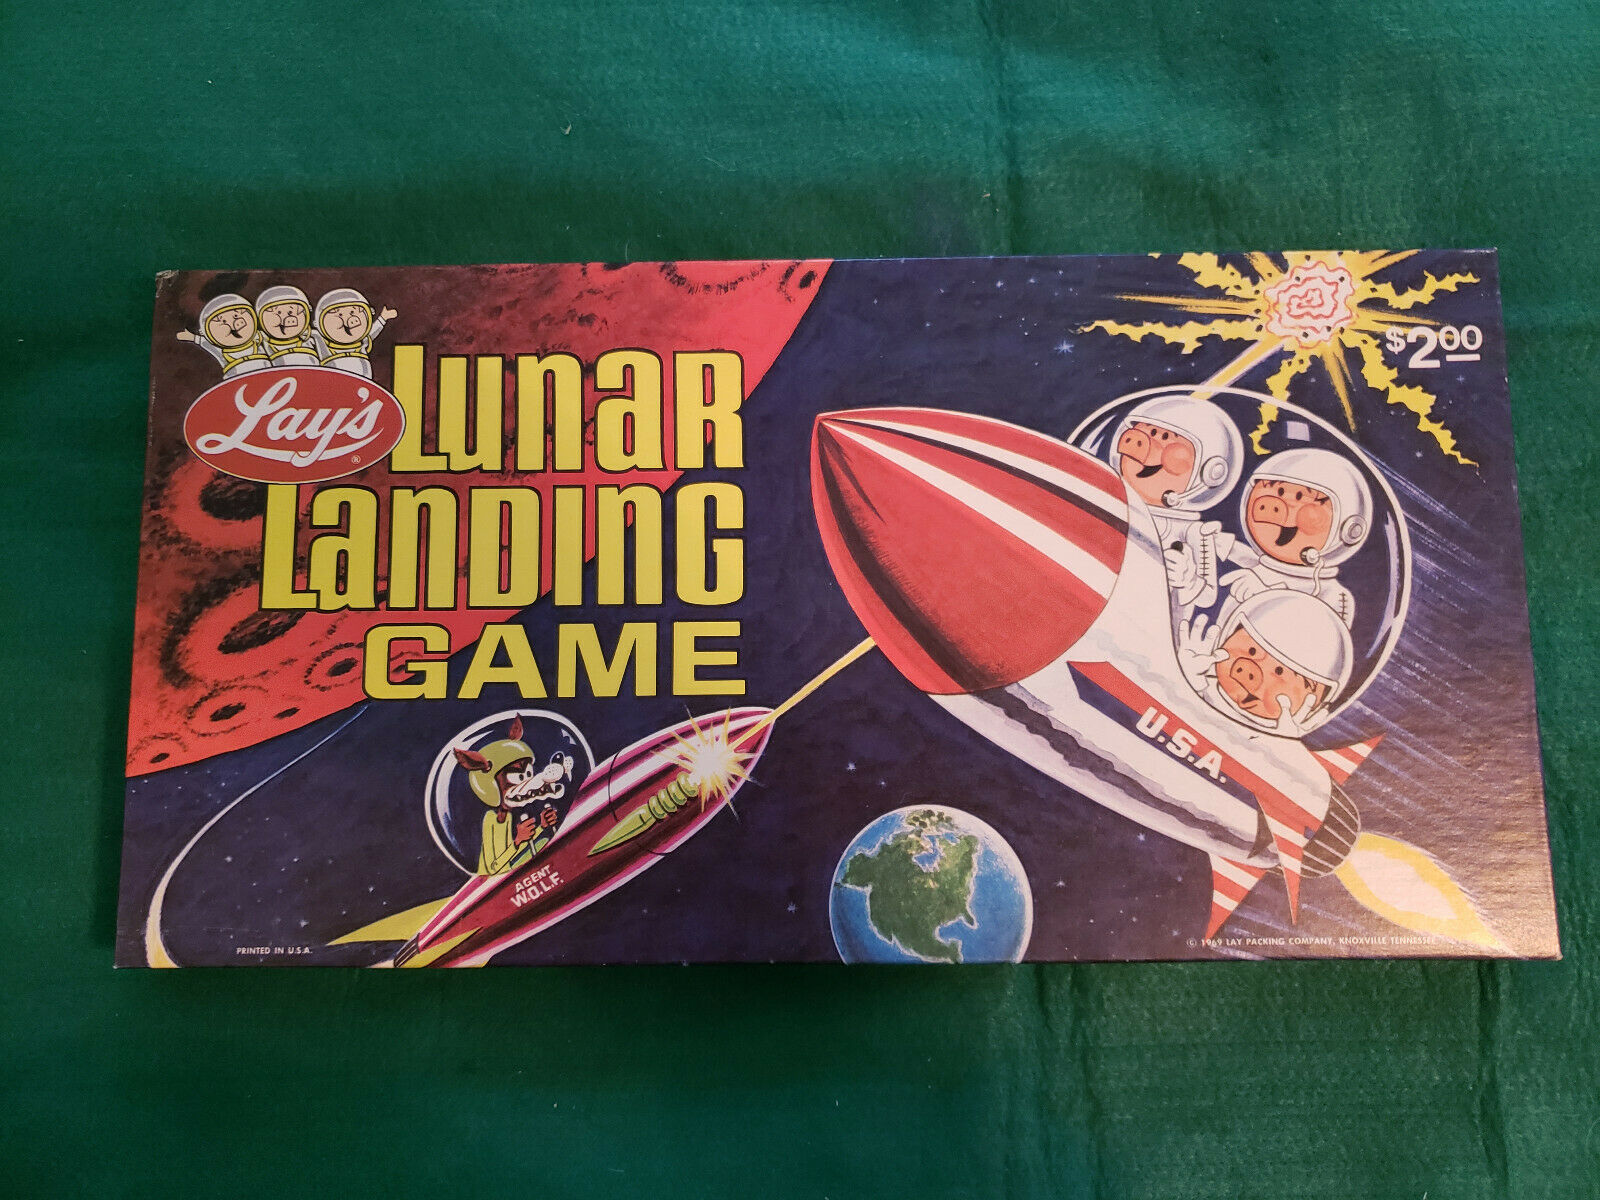 Lay's®
Lunar
Landing
GAME
$2.00
U.S.A.
AGENT
W.O.L.F.
PRINTED IN U.S.A.
© 1969 LAY PACKING COMPANY, KNOXVILLE TENNESSEE